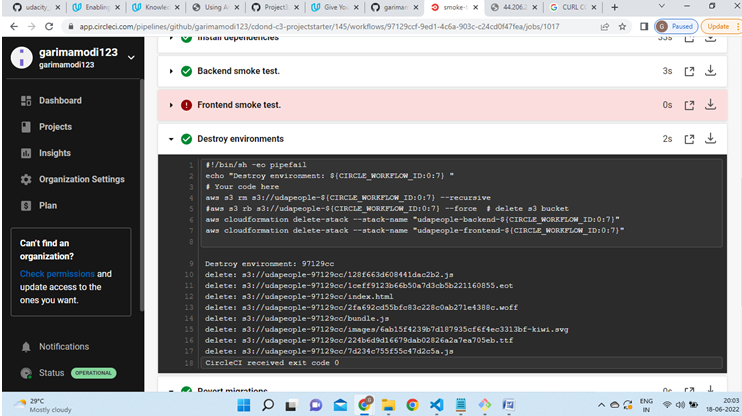 udacity_
Enabling
Knowled
Using A
Project3
Give You
garimam
smoke-t
44.206.2
CURL CO
app.circleci.com/pipelines/github/garimamodi123/cdond-c3-projectstarter/145/workflows/97129ccf-9ed1-4c6a-903c-c24cd0f47fea/jobs/1017
G
Paused
Update
garimamodi123
garimamodi123
Dashboard
Projects
Insights
Organization Settings
Plan
Can't find an
organization?
Check permissions and
update access to the
ones you want.
Notifications
Status OPERATIONAL
Install dependencies 53s
Backend smoke test. 3s
Frontend smoke test. 0s
Destroy environments 2s
1 #!/bin/sh -eo pipefail
2 echo "Destroy environment: ${CIRCLE_WORKFLOW_ID:0:7} "
3 # Your code here
4 aws s3 rm s3://udapeople-${CIRCLE_WORKFLOW_ID:0:7} --recursive
5 #aws s3 rb s3://udapeople-${CIRCLE_WORKFLOW_ID:0:7} --force # delete s3 bucket
6 aws cloudformation delete-stack --stack-name "udapeople-backend-${CIRCLE_WORKFLOW_ID:0:7}"
7 aws cloudformation delete-stack --stack-name "udapeople-frontend-${CIRCLE_WORKFLOW_ID:0:7}"
8
9 Destroy environment: 97129cc
10 delete: s3://udapeople-97129cc/128f663d608441dac2b2.js
11 delete: s3://udapeople-97129cc/1ceff9123b66b50a7d3cb5b221160855.eot
12 delete: s3://udapeople-97129cc/index.html
13 delete: s3://udapeople-97129cc/2fa692cd55bfc83c228c0ab271e4388c.woff
14 delete: s3://udapeople-97129cc/bundle.js
15 delete: s3://udapeople-97129cc/images/6ab15f4239b7d187935cf6f4ec3313bf-kiwi.svg
16 delete: s3://udapeople-97129cc/224b6d9d16679dab02826a2a7ea705eb.ttf
17 delete: s3://udapeople-97129cc/7d234c755f55c47d2c5a.js
18 CircleCI received exit code 0
Revert migrations 0s
29°C
Mostly cloudy
ENG
IN
20:03
18-06-2022